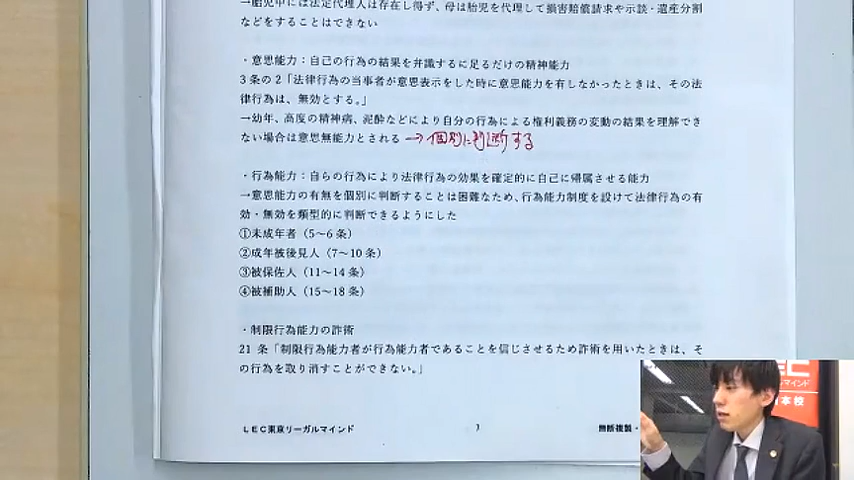 →胎児中には法定代理人は存在し得ず、母は胎児を代理して損害賠償請求や示談・遺産分割
などをすることはできない
・意思能力：自己の行為の結果を弁識するに足るだけの精神能力
3条の2「法律行為の当事者が意思表示をした時に意思能力を有しなかったときは、その法
律行為は、無効とする。」
→幼年、高度の精神病、泥酔などにより自分の行為による権利義務の変動の結果を理解でき
ない場合は意思無能力とされる →個別に判断する
・行為能力：自らの行為により法律行為の効果を確定的に自己に帰属させる能力
→意思能力の有無を個別に判断することは困難なため、行為能力制度を設けて法律行為の有
効・無効を類型的に判断できるようにした
①未成年者（5～6条）
②成年被後見人（7～10条）
③被保佐人（11～14条）
④被補助人（15～18条）
・制限行為能力の詐術
21条「制限行為能力者が行為能力者であることを信じさせるため詐術を用いたときは、そ
の行為を取り消すことができない。」
LEC東京リーガルマインド
無断複製・
マインド
本校